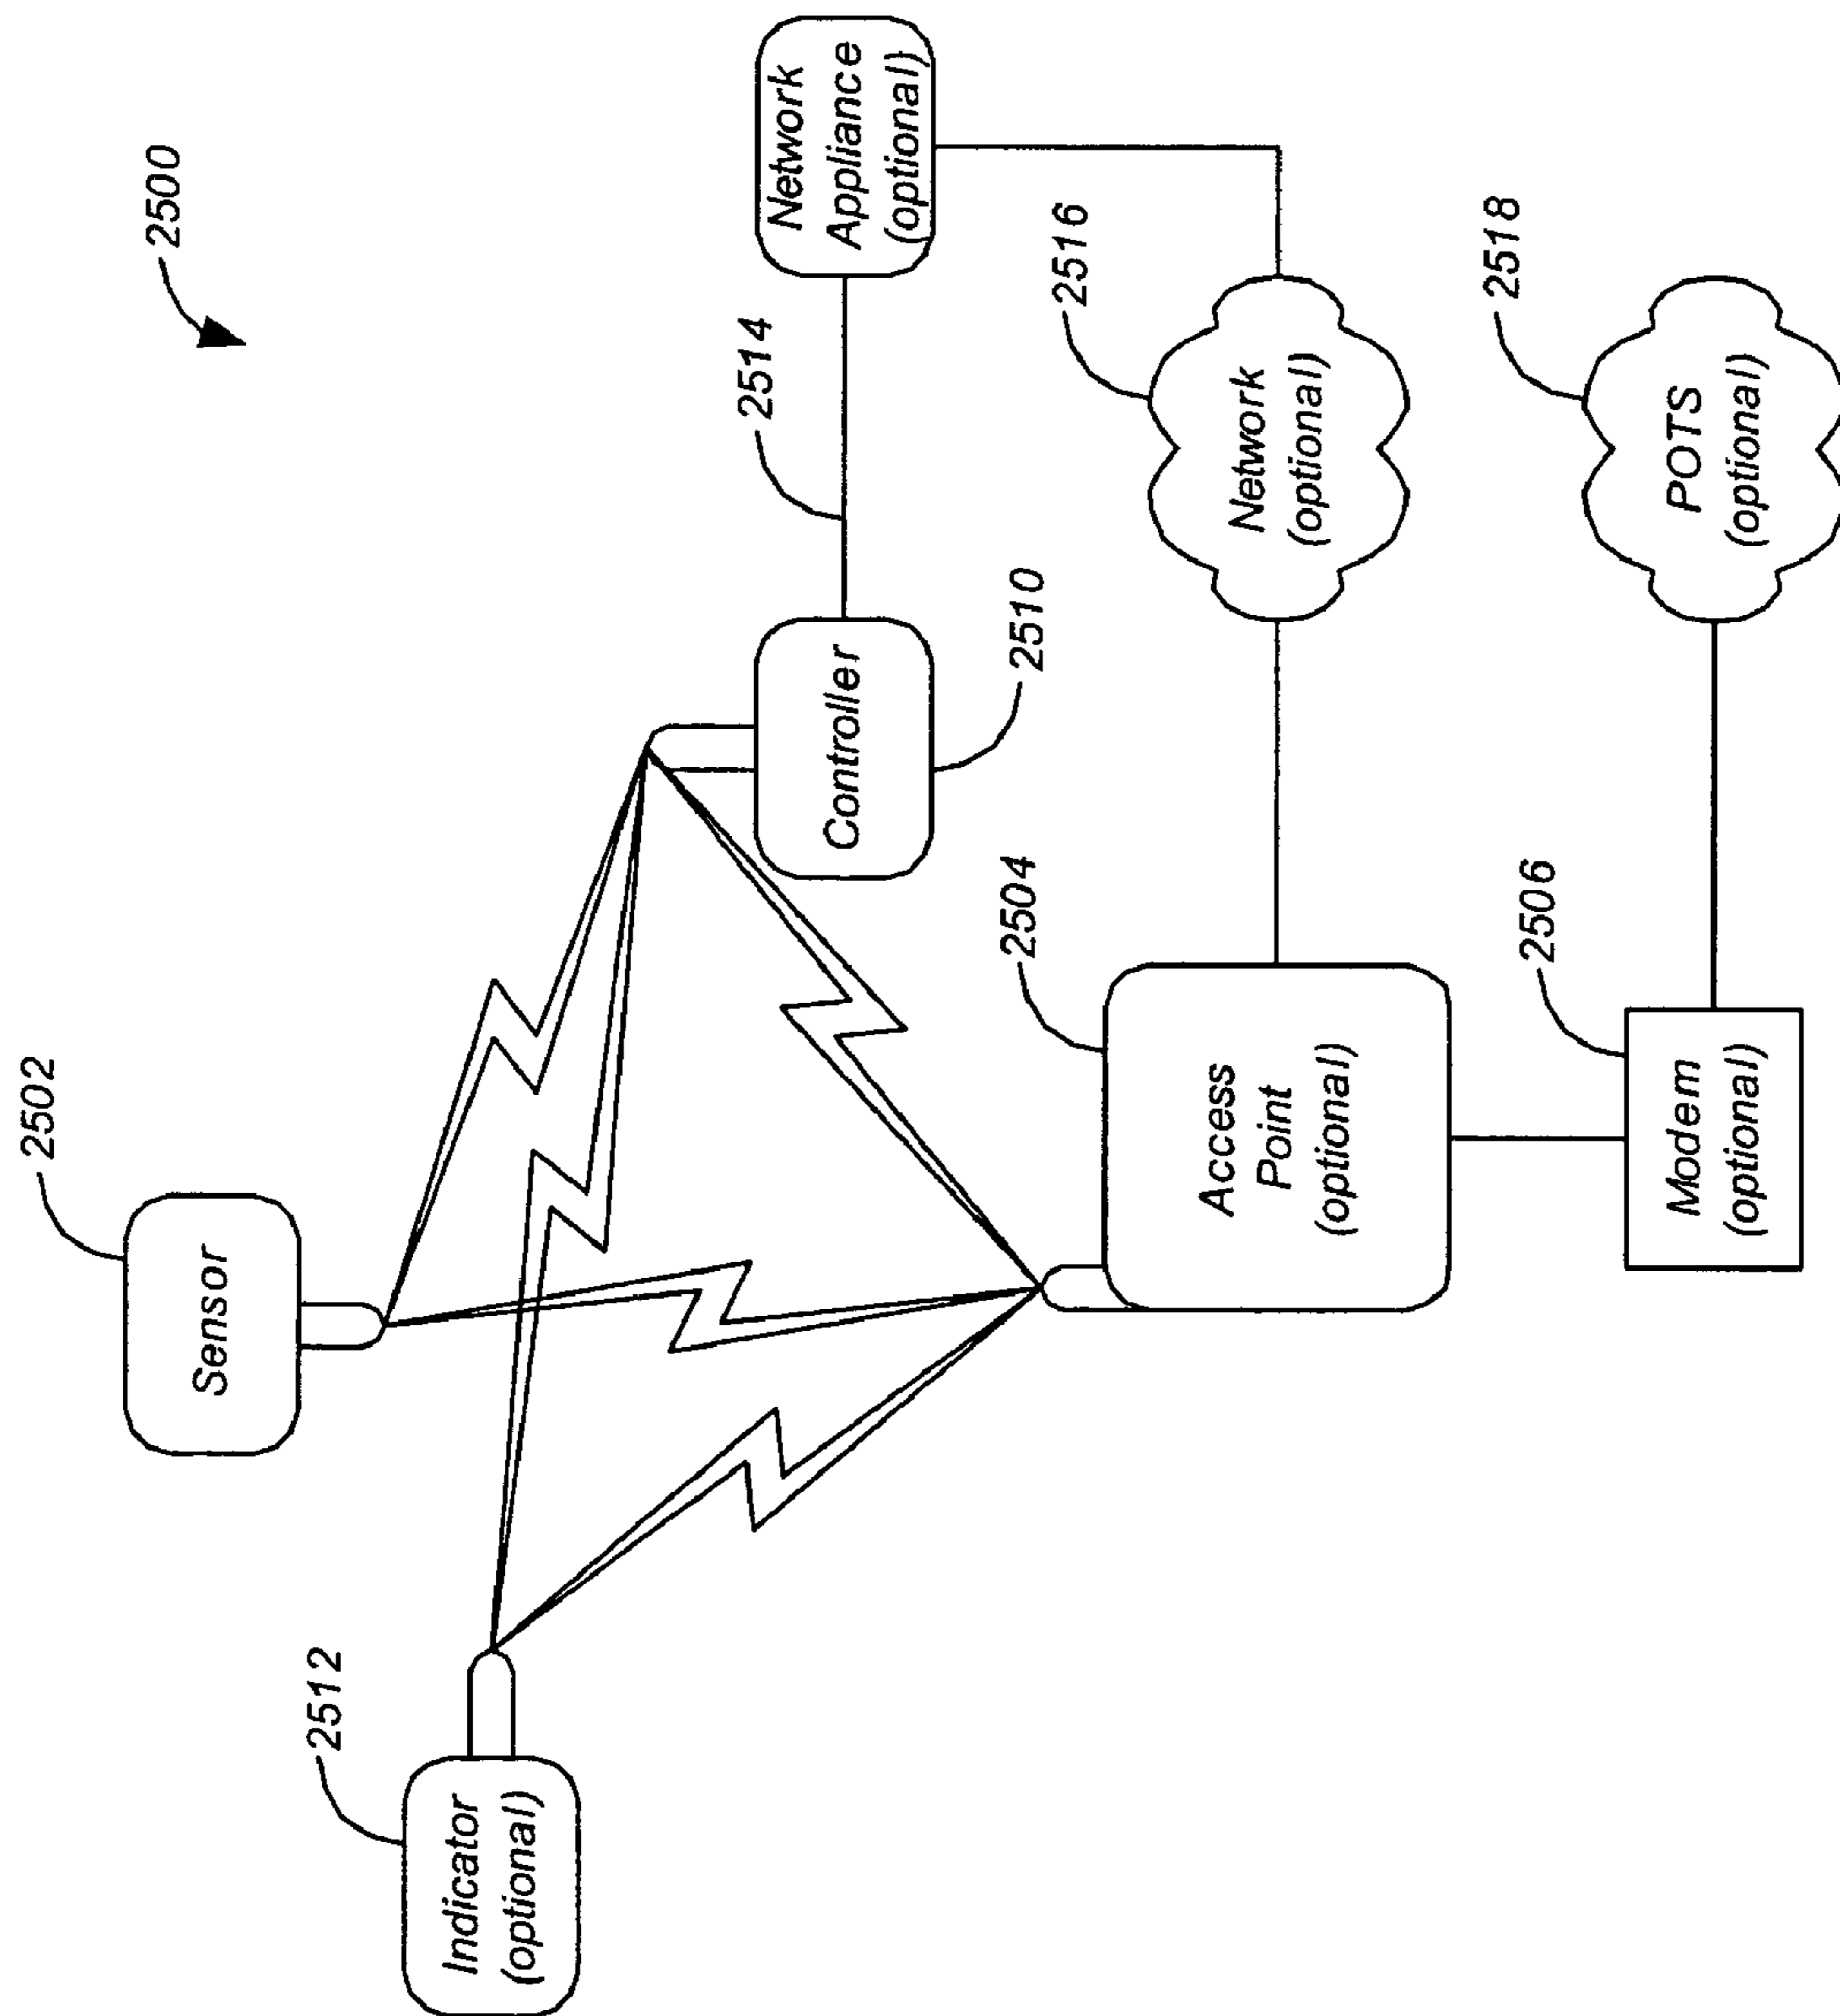 2500
2502
Sensor
2512
Indicator
(optional)
2514
Network
Appliance
(optional)
Controller
2510
2504
Access
Point
(optional)
2516
Network
(optional)
2506
Modem
(optional)
2518
POTS
(optional)